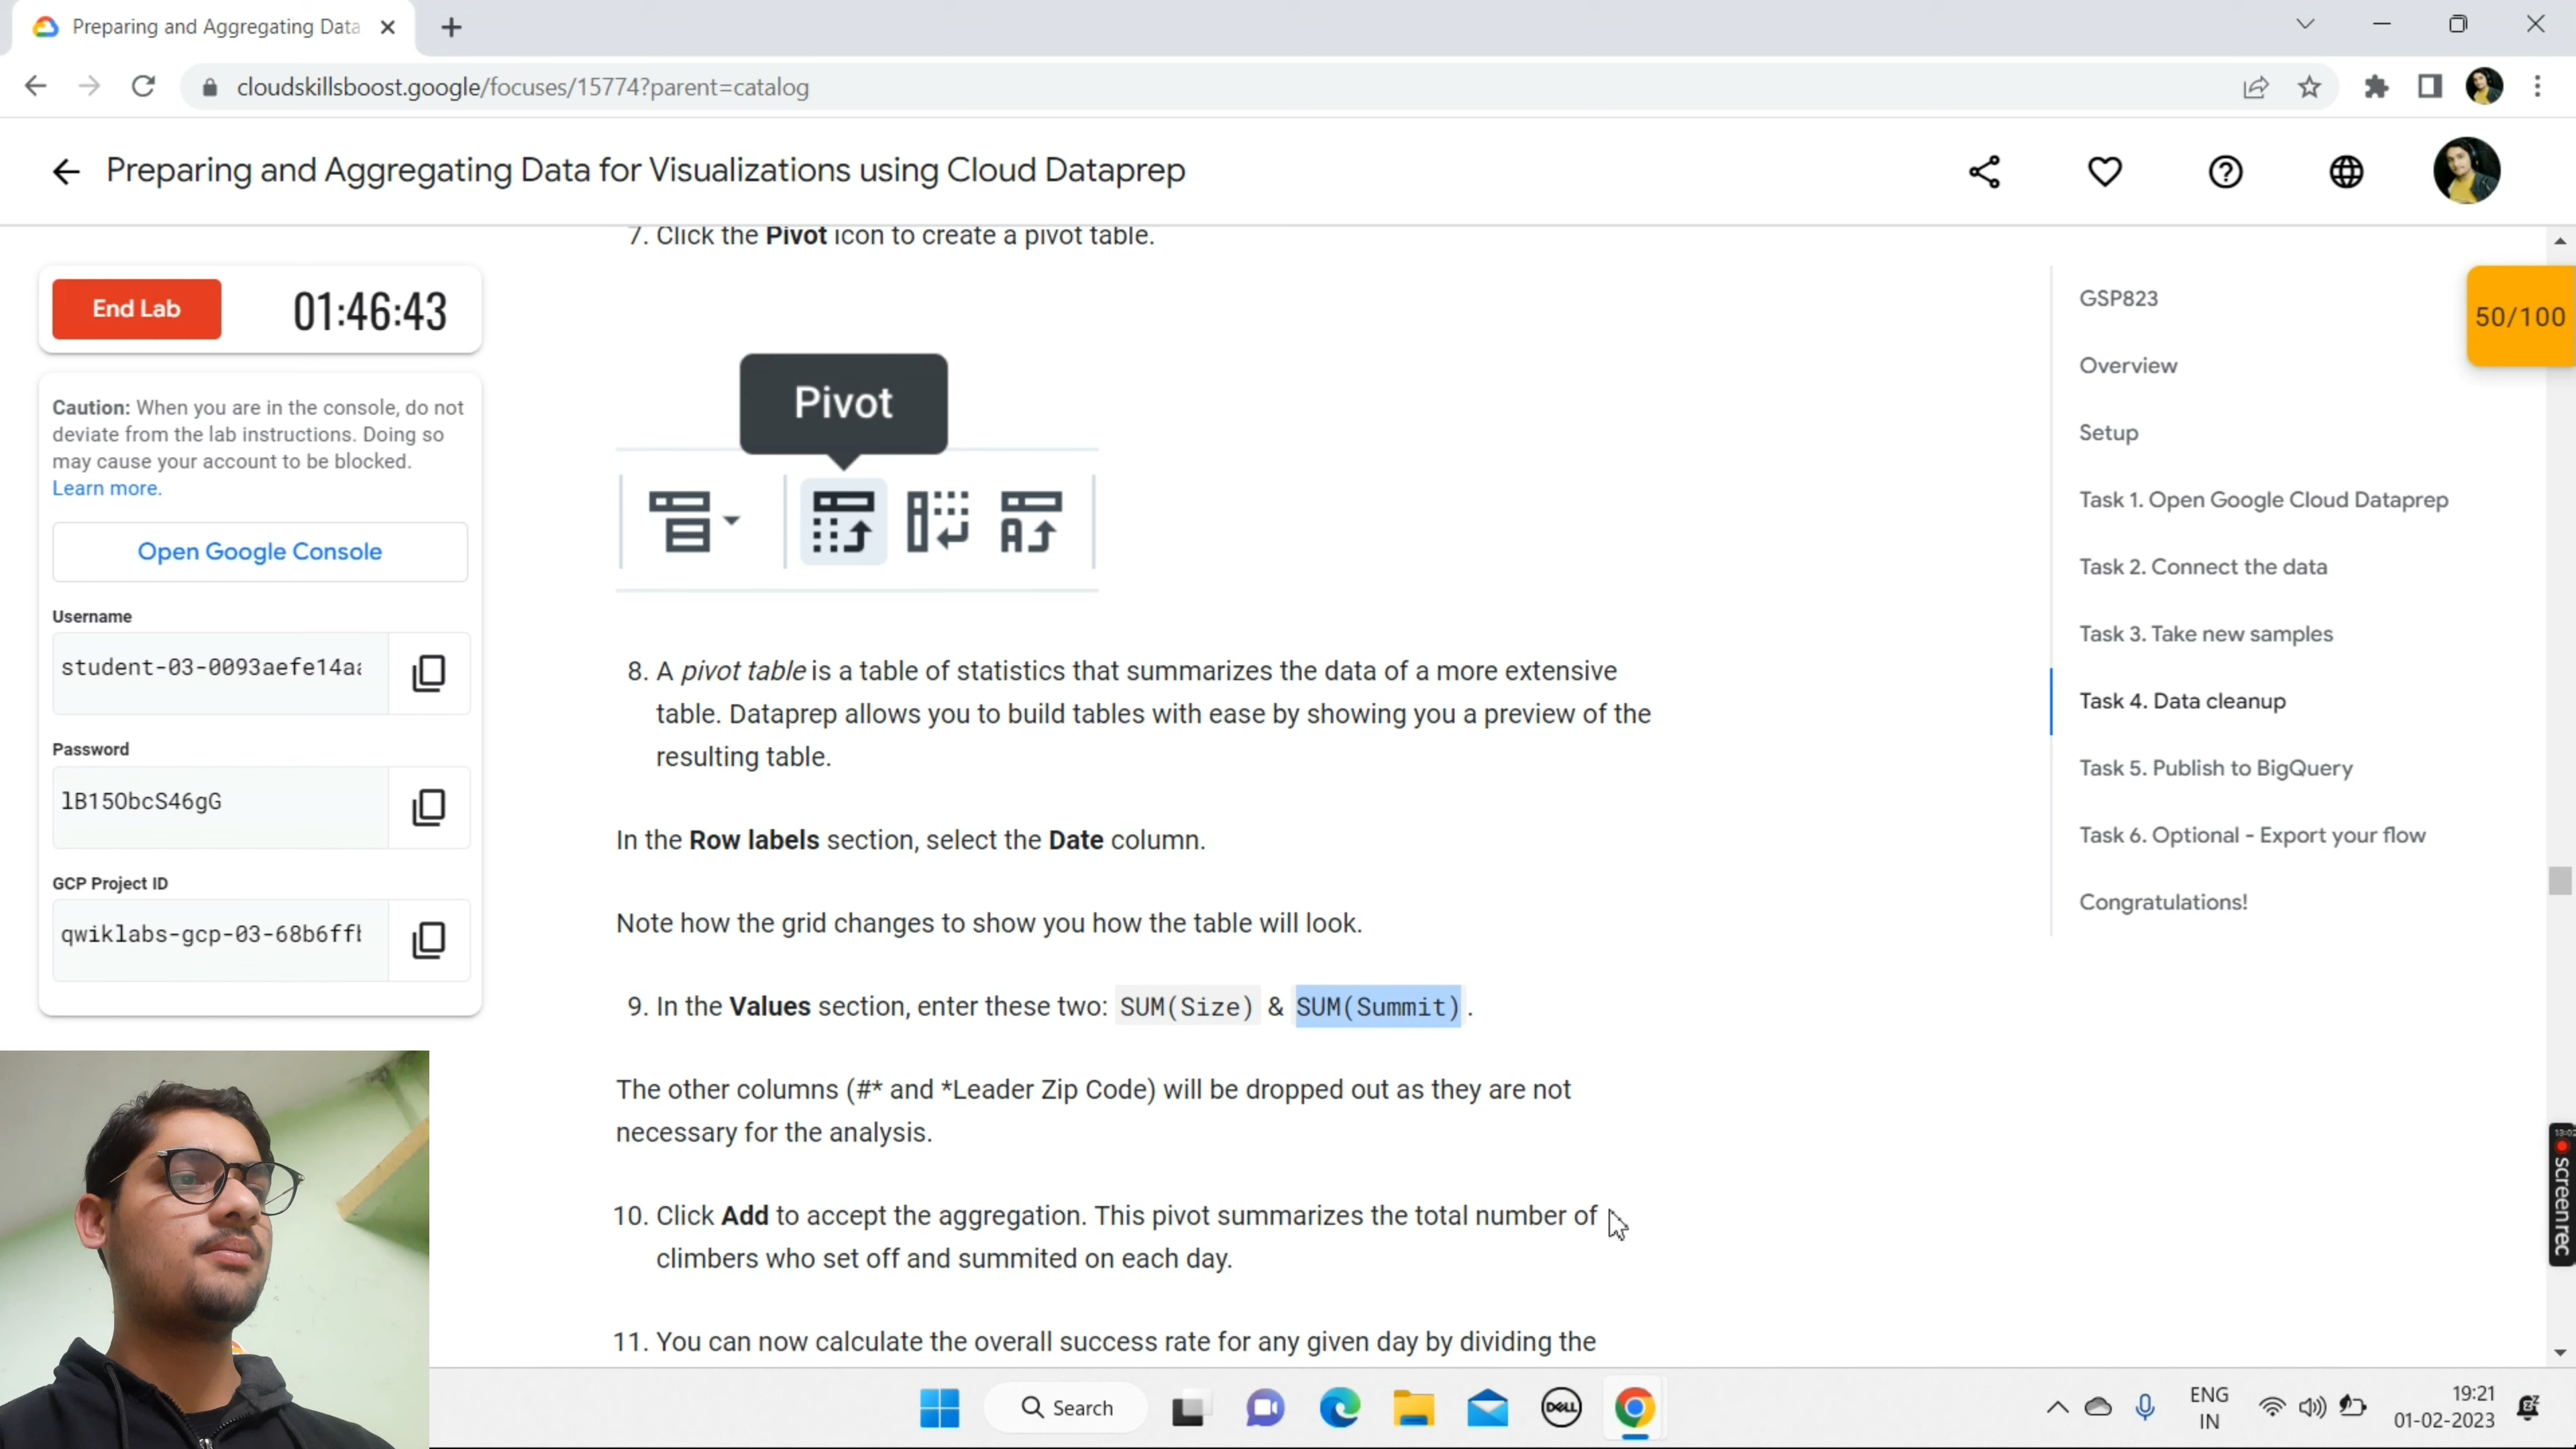 Preparing and Aggregating Data
cloudskillsboost.google/focuses/15774?parent=catalog
Preparing and Aggregating Data for Visualizations using Cloud Dataprep
7. Click the Pivot icon to create a pivot table.
End Lab
01:46:43
Caution: When you are in the console, do not
deviate from the lab instructions. Doing so
may cause your account to be blocked.
Learn more.
Open Google Console
Username
student-03-0093aefe14aa
Password
lB15ObcS46gG
GCP Project ID
qwiklabs-gcp-03-68b6ff
Pivot
8. A pivot table is a table of statistics that summarizes the data of a more extensive
table. Dataprep allows you to build tables with ease by showing you a preview of the
resulting table.
In the Row labels section, select the Date column.
Note how the grid changes to show you how the table will look.
9. In the Values section, enter these two: SUM(Size) & SUM(Summit).
The other columns (#* and *Leader Zip Code) will be dropped out as they are not
necessary for the analysis.
10. Click Add to accept the aggregation. This pivot summarizes the total number of
climbers who set off and summited on each day.
11. You can now calculate the overall success rate for any given day by dividing the
GSP823
Overview
Setup
Task 1. Open Google Cloud Dataprep
Task 2. Connect the data
Task 3. Take new samples
Task 4. Data cleanup
Task 5. Publish to BigQuery
Task 6. Optional - Export your flow
Congratulations!
50/100
13:02
screenrec
Search
DELL
ENG
IN
19:21
01-02-2023